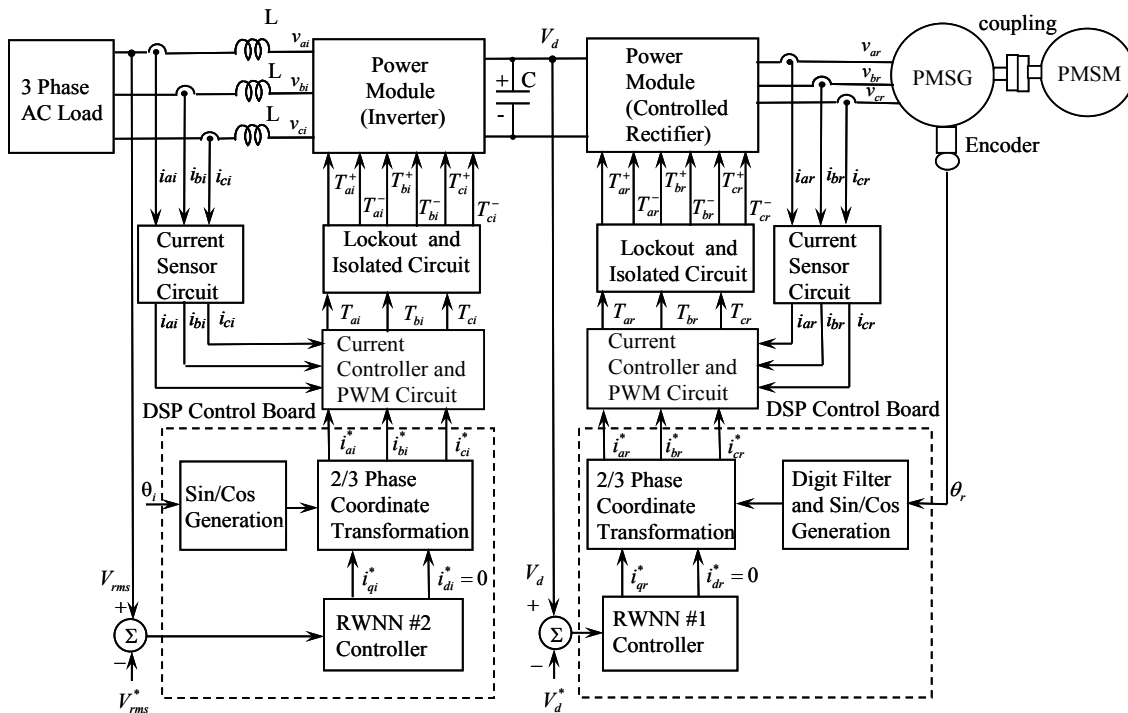 L
L
L
v_ai
v_bi
v_ci
3 Phase
AC Load
Power
Module
(Inverter)
V_d
+
-
C
Power
Module
(Controlled
Rectifier)
v_ar
v_br
v_cr
PMSG
coupling
PMSM
Encoder
i_ai i_bi i_ci
T_ai^+ T_bi^+ T_ci^+
T_ai^- T_bi^- T_ci^-
T_ar^+ T_br^+ T_cr^+
T_ar^- T_br^- T_cr^-
i_ar i_br i_cr
Current
Sensor
Circuit
Lockout and
Isolated Circuit
Lockout and
Isolated Circuit
Current
Sensor
Circuit
i_ai i_bi i_ci
T_ai T_bi T_ci
T_ar T_br T_cr
i_ar i_br i_cr
Current
Controller and
PWM Circuit
Current
Controller and
PWM Circuit
DSP Control Board
DSP Control Board
i_ai^* i_bi^* i_ci^*
i_ar^* i_br^* i_cr^*
θ_i
Sin/Cos
Generation
2/3 Phase
Coordinate
Transformation
2/3 Phase
Coordinate
Transformation
Digit Filter
and Sin/Cos
Generation
θ_r
V_rms
i_qi^* i_di^* = 0
V_d
i_qr^* i_dr^* = 0
+
Σ
−
V_rms^*
RWNN #2
Controller
+
Σ
−
V_d^*
RWNN #1
Controller